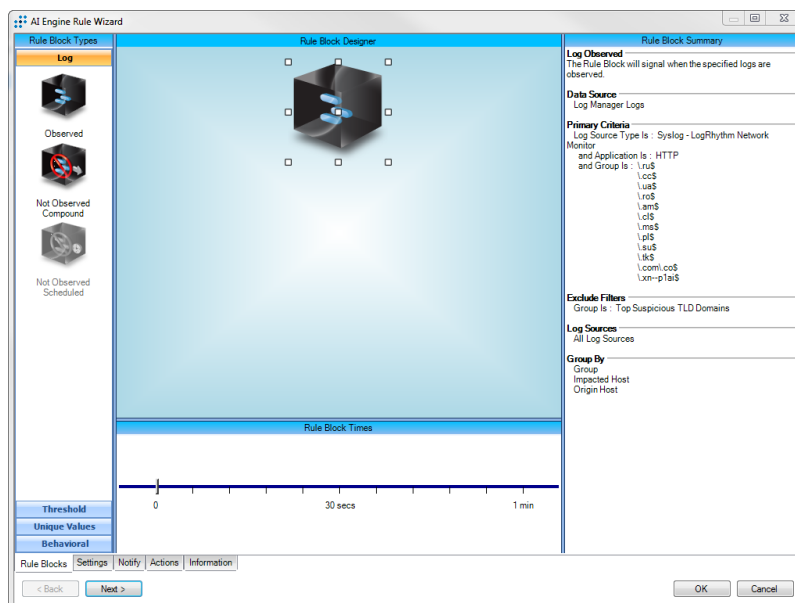 AI Engine Rule Wizard
Rule Block Types
Log
Observed
Not Observed
Compound
Not Observed
Scheduled
Threshold
Unique Values
Behavioral
Rule Block Designer
Rule Block Times
0
30 secs
1 min
Rule Block Summary
Log Observed
The Rule Block will signal when the specified logs are
observed.
Data Source
Log Manager Logs
Primary Criteria
Log Source Type Is : Syslog - LogRhythm Network
Monitor
and Application Is : HTTP
and Group Is : \.ru$
\.cc$
\.ua$
\.ro$
\.am$
\.cl$
\.ms$
\.pl$
\.su$
\.tk$
\.com\.co$
\.xn--p1ai$
Exclude Filters
Group Is : Top Suspicious TLD Domains
Log Sources
All Log Sources
Group By
Group
Impacted Host
Origin Host
Rule Blocks Settings Notify Actions Information
< Back Next > OK Cancel